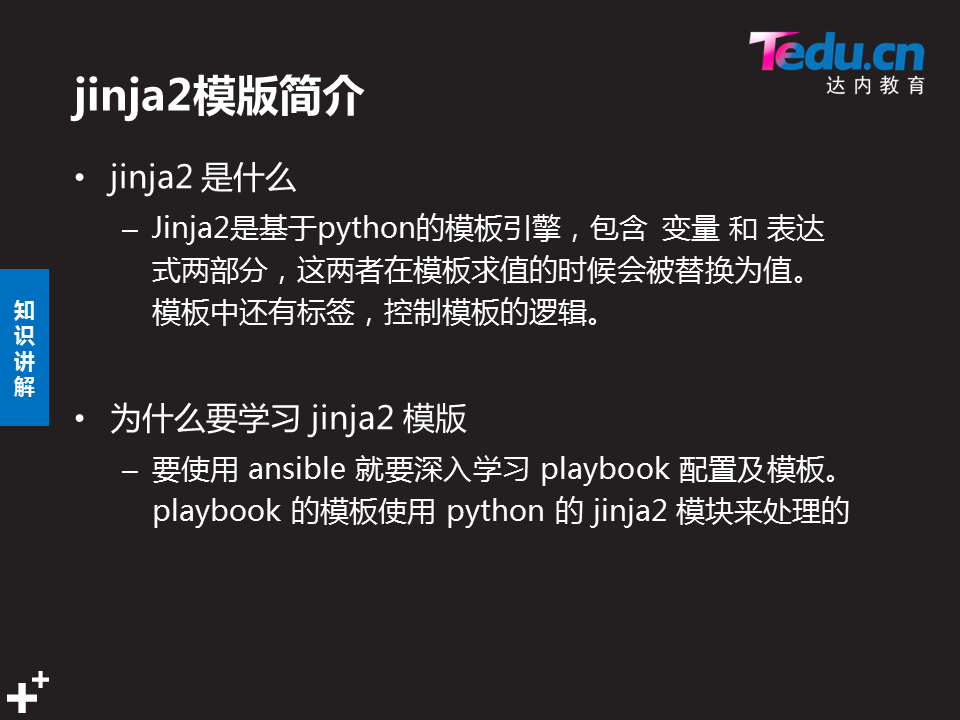 Tedu.cn
达内教育
jinja2模版简介
• jinja2 是什么
– Jinja2是基于python的模板引擎，包含 变量 和 表达
式两部分，这两者在模板求值的时候会被替换为值。
模板中还有标签，控制模板的逻辑。
知识讲解
• 为什么要学习 jinja2 模版
– 要使用 ansible 就要深入学习 playbook 配置及模板。
playbook 的模板使用 python 的 jinja2 模块来处理的